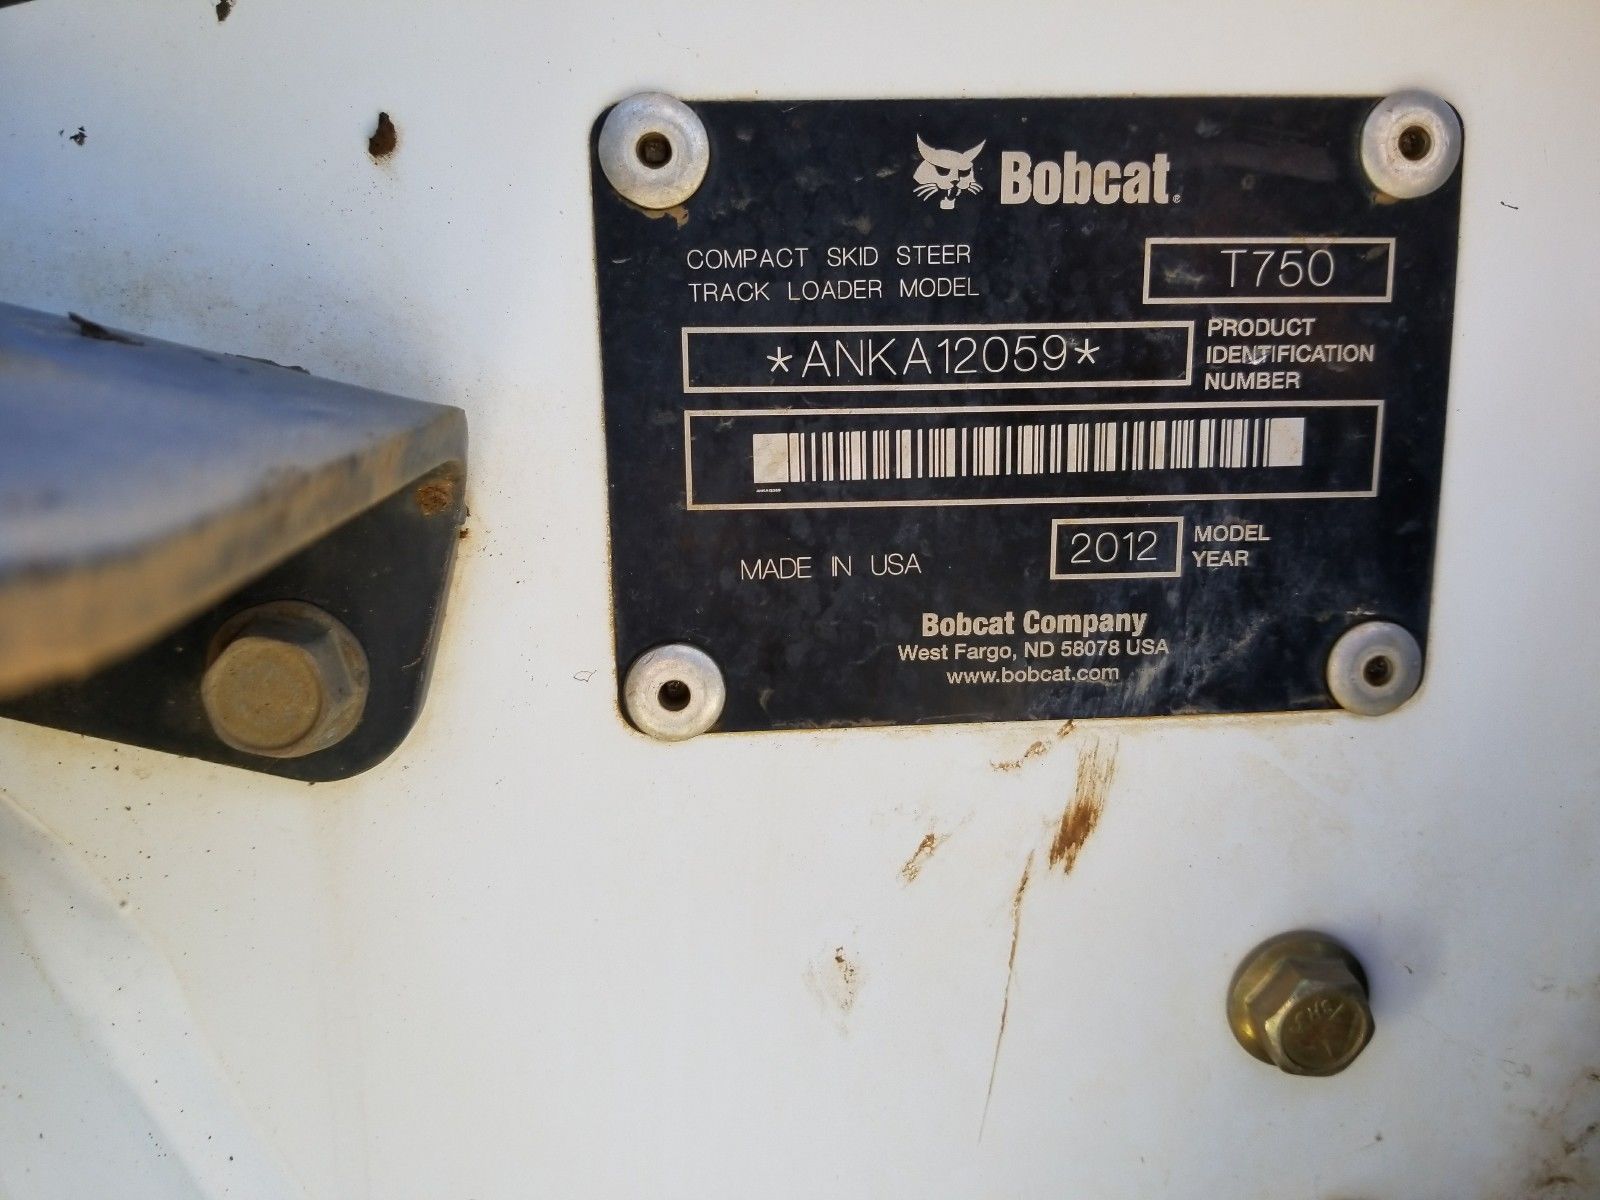 Bobcat®
COMPACT SKID STEER
TRACK LOADER MODEL
T750
*ANKA12059*
PRODUCT
IDENTIFICATION
NUMBER
MADE IN USA
2012
MODEL
YEAR
Bobcat Company
West Fargo, ND 58078 USA
www.bobcat.com